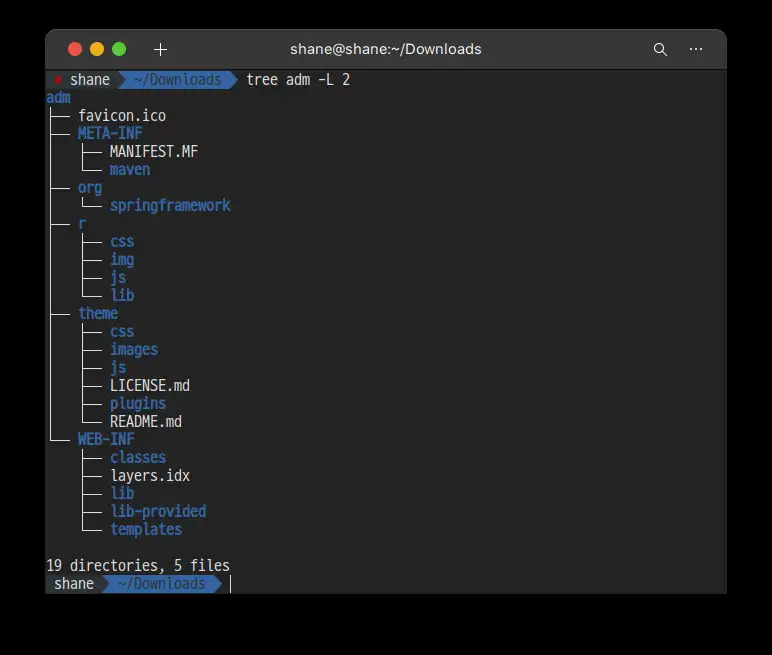 shane@shane:~/Downloads
shane ~/Downloads tree adm -L 2
adm
├── favicon.ico
├── META-INF
│   ├── MANIFEST.MF
│   └── maven
├── org
│   └── springframework
├── r
│   ├── css
│   ├── img
│   ├── js
│   └── lib
├── theme
│   ├── css
│   ├── images
│   ├── js
│   ├── LICENSE.md
│   ├── plugins
│   └── README.md
└── WEB-INF
    ├── classes
    ├── layers.idx
    ├── lib
    ├── lib-provided
    └── templates
19 directories, 5 files
shane ~/Downloads